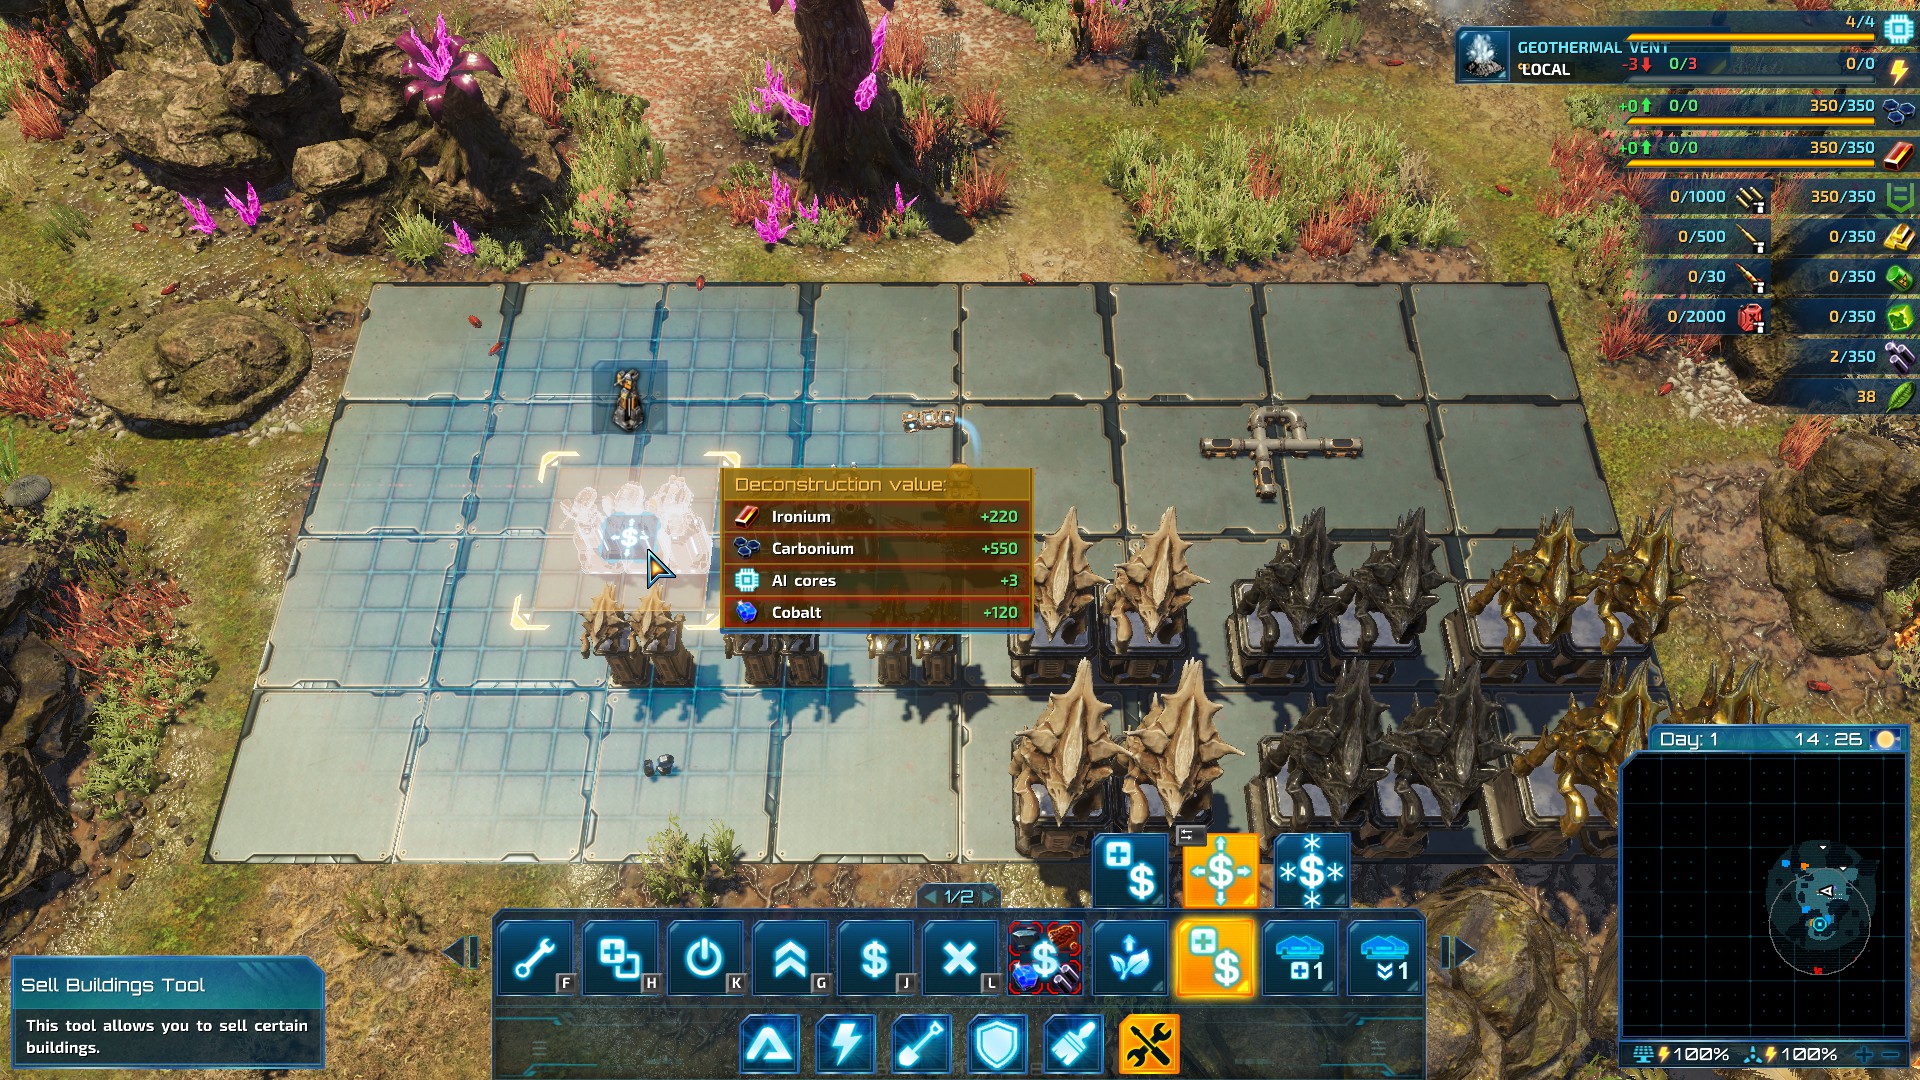 4/4
GEOTHERMAL VENT
LOCAL
-3 0/3
0/0
+0 0/0
350/350
+0 0/0
350/350
0/1000
350/350
0/500
0/350
0/30
0/350
0/2000
0/350
2/350
38
$
Deconstruction value:
Ironium +220
Carbonium +550
AI cores +3
Cobalt +120
Day: 1 14:26
$
$
$
1/2
F
H
K
G
$ J
L
$
$
1
1
Sell Buildings Tool
This tool allows you to sell certain
buildings.
100% 100%